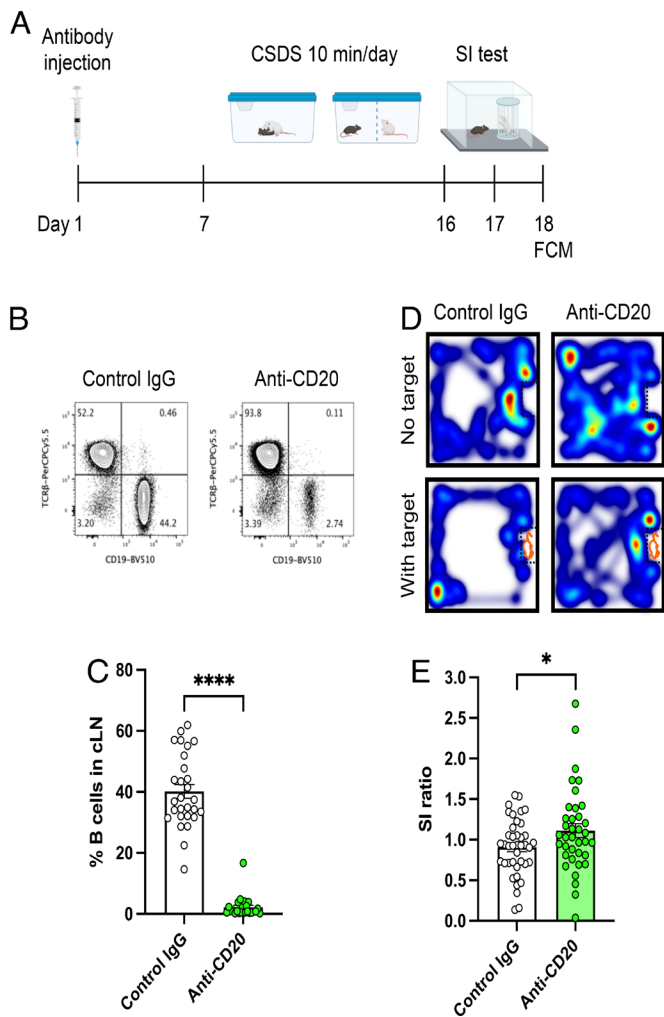 A
Antibody
injection
CSDS 10 min/day
SI test
Day 1
7
16
17
18
FCM
B
Control IgG
Anti-CD20
52.2
0.46
3.20
44.2
TCRβ-PerCPCy5.5
CD19-BV510
93.8
0.11
3.39
2.74
TCRβ-PerCPCy5.5
CD19-BV510
D
Control IgG
Anti-CD20
No target
With target
C
80
60
40
20
0
% B cells in cLN
****
Control IgG
Anti-CD20
E
3.0
2.5
2.0
1.5
1.0
0.5
0.0
SI ratio
*
Control IgG
Anti-CD20